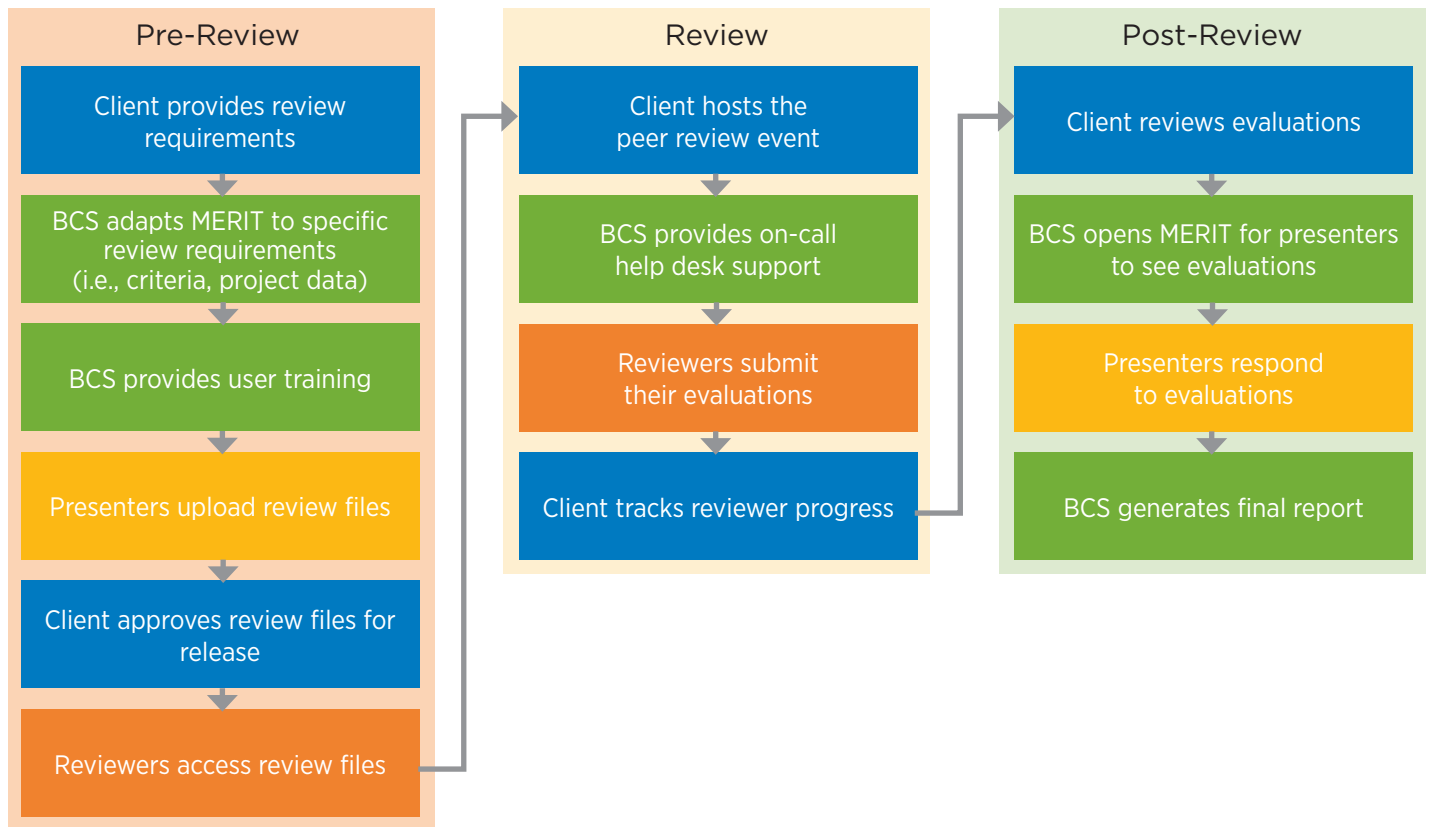 Pre-Review
Client provides review
requirements
BCS adapts MERIT to specific
review requirements
(i.e., criteria, project data)
BCS provides user training
Presenters upload review files
Client approves review files for
release
Reviewers access review files
Review
Client hosts the
peer review event
BCS provides on-call
help desk support
Reviewers submit
their evaluations
Client tracks reviewer progress
Post-Review
Client reviews evaluations
BCS opens MERIT for presenters
to see evaluations
Presenters respond
to evaluations
BCS generates final report